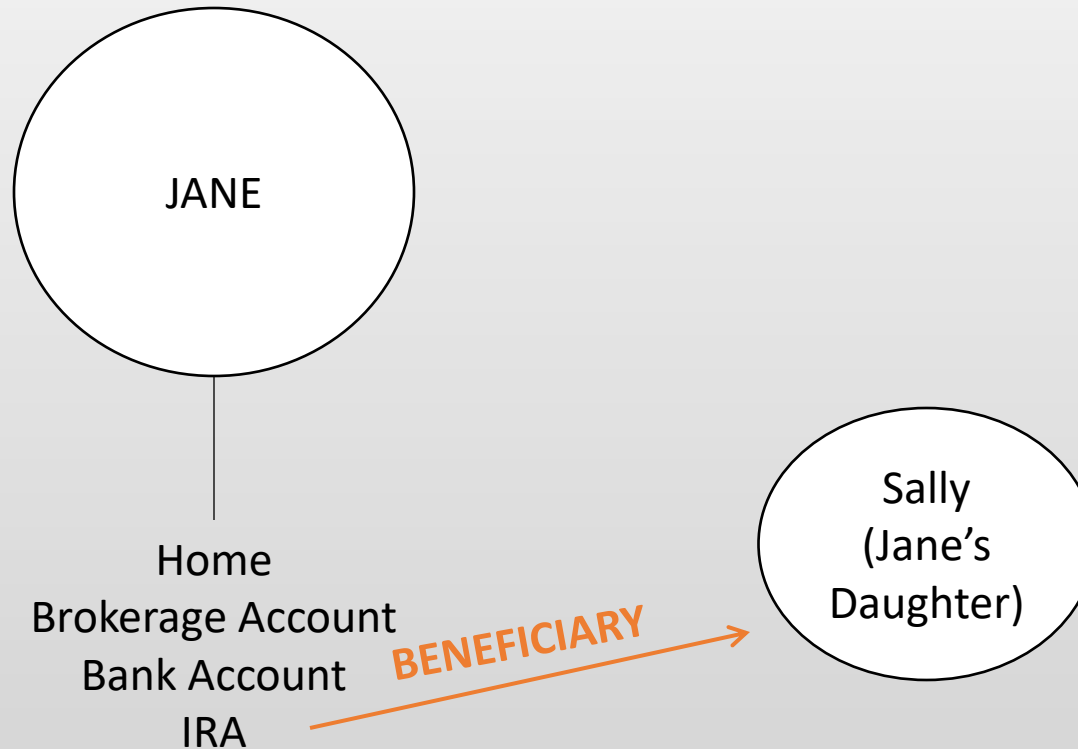 JANE
Home
Brokerage Account
Bank Account
IRA
BENEFICIARY
Sally
(Jane’s
Daughter)